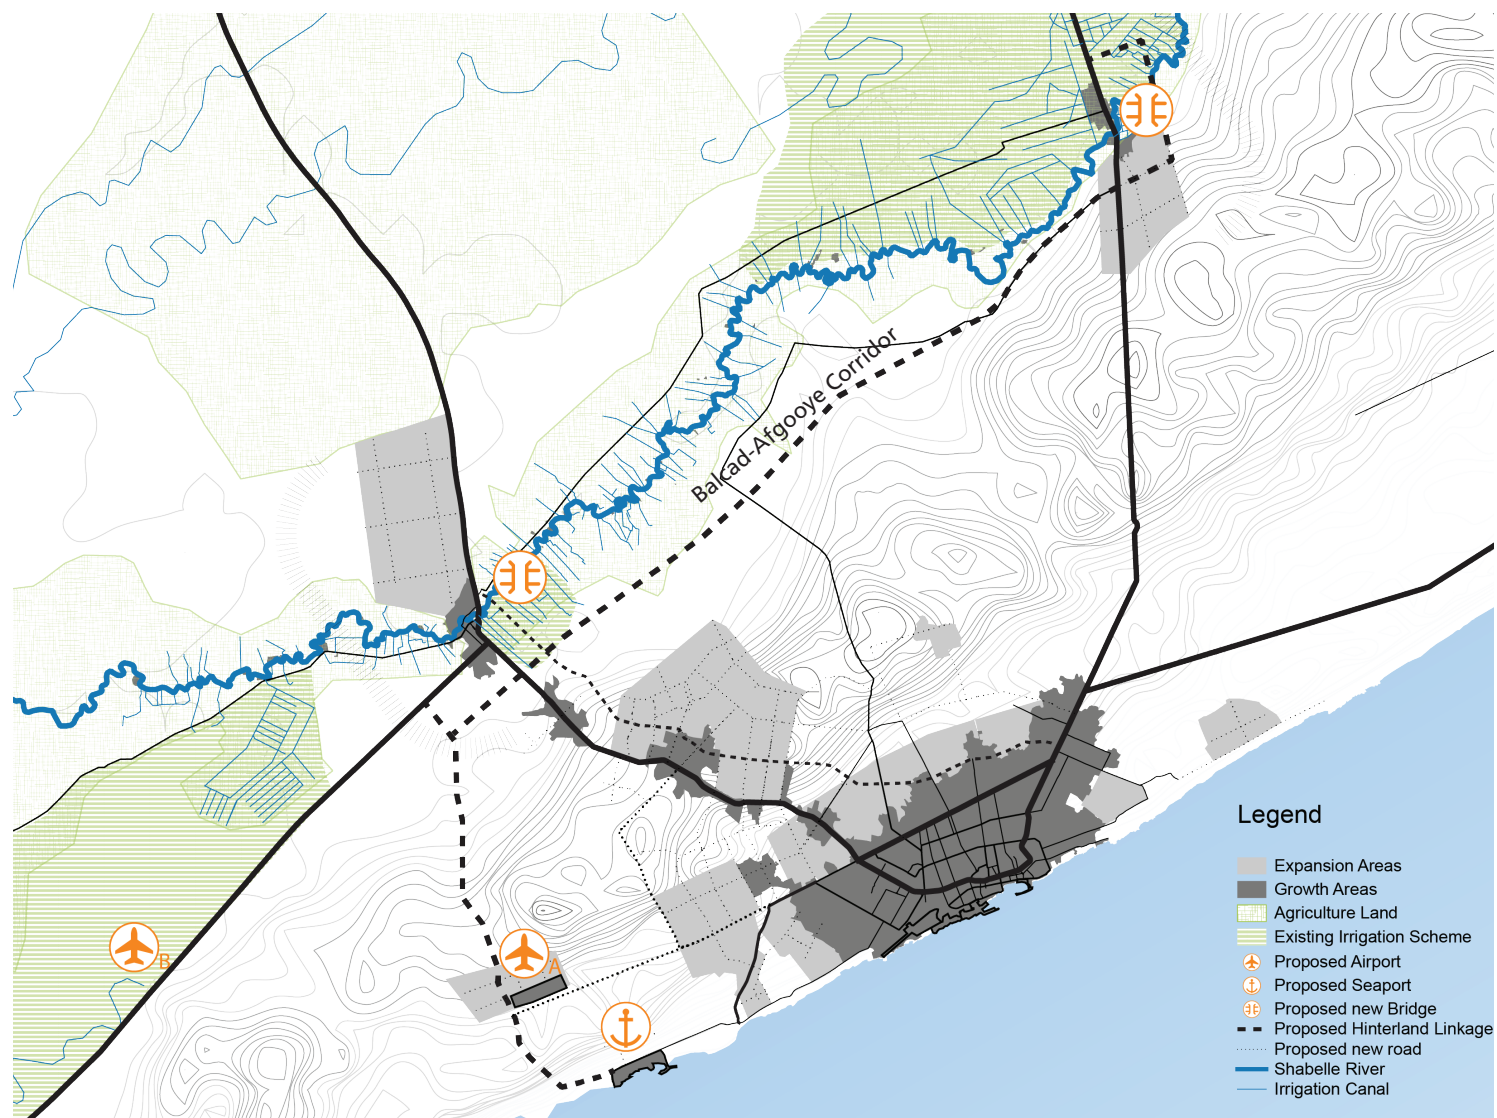 Balcad-Afgooye Corridor
B
A
Legend
Expansion Areas
Growth Areas
Agriculture Land
Existing Irrigation Scheme
Proposed Airport
Proposed Seaport
Proposed new Bridge
Proposed Hinterland Linkage
Proposed new road
Shabelle River
Irrigation Canal